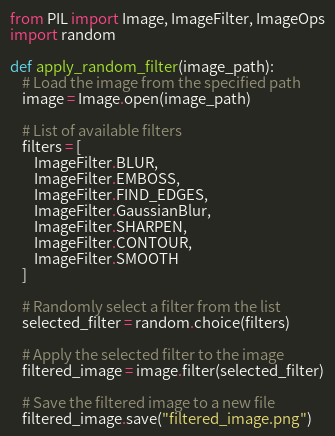 from PIL import Image, ImageFilter, ImageOps
import random

def apply_random_filter(image_path):
    # Load the image from the specified path
    image = Image.open(image_path)

    # List of available filters
    filters = [
        ImageFilter.BLUR,
        ImageFilter.EMBOSS,
        ImageFilter.FIND_EDGES,
        ImageFilter.GaussianBlur,
        ImageFilter.SHARPEN,
        ImageFilter.CONTOUR,
        ImageFilter.SMOOTH
    ]

    # Randomly select a filter from the list
    selected_filter = random.choice(filters)

    # Apply the selected filter to the image
    filtered_image = image.filter(selected_filter)

    # Save the filtered image to a new file
    filtered_image.save("filtered_image.png")